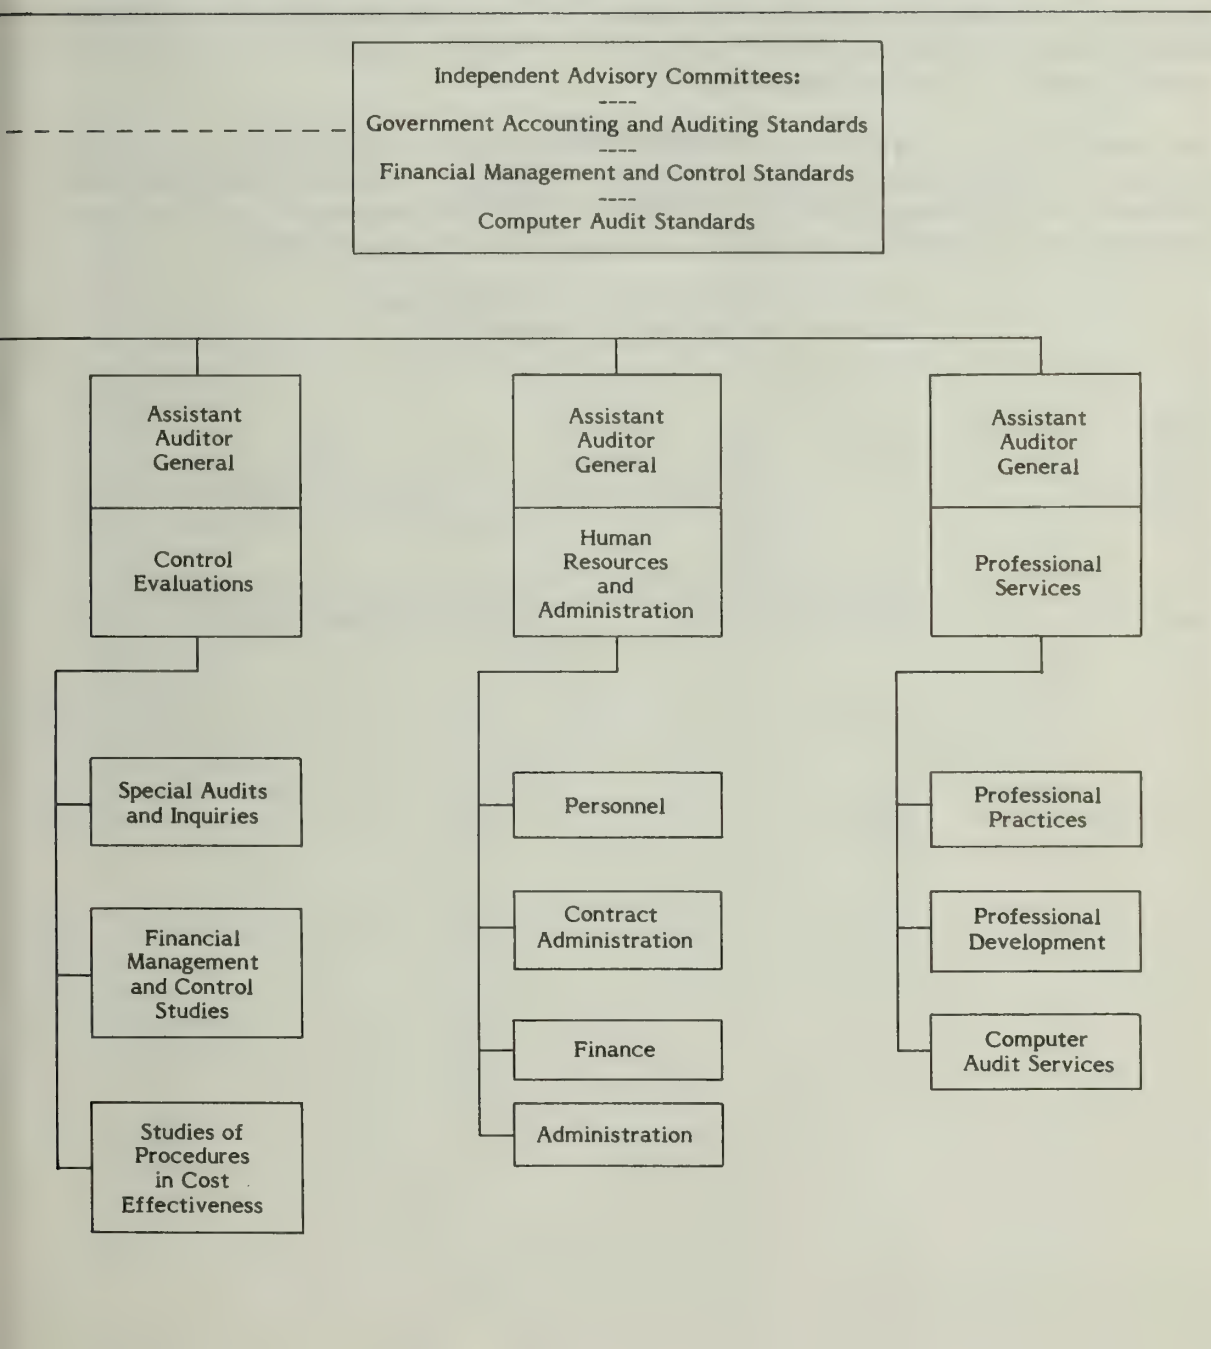 Independent Advisory Committees:
----
Government Accounting and Auditing Standards
----
Financial Management and Control Standards
----
Computer Audit Standards
Assistant
Auditor
General
Control
Evaluations
Special Audits
and Inquiries
Financial
Management
and Control
Studies
Studies of
Procedures
in Cost
Effectiveness
Assistant
Auditor
General
Human
Resources
and
Administration
Personnel
Contract
Administration
Finance
Administration
Assistant
Auditor
General
Professional
Services
Professional
Practices
Professional
Development
Computer
Audit Services